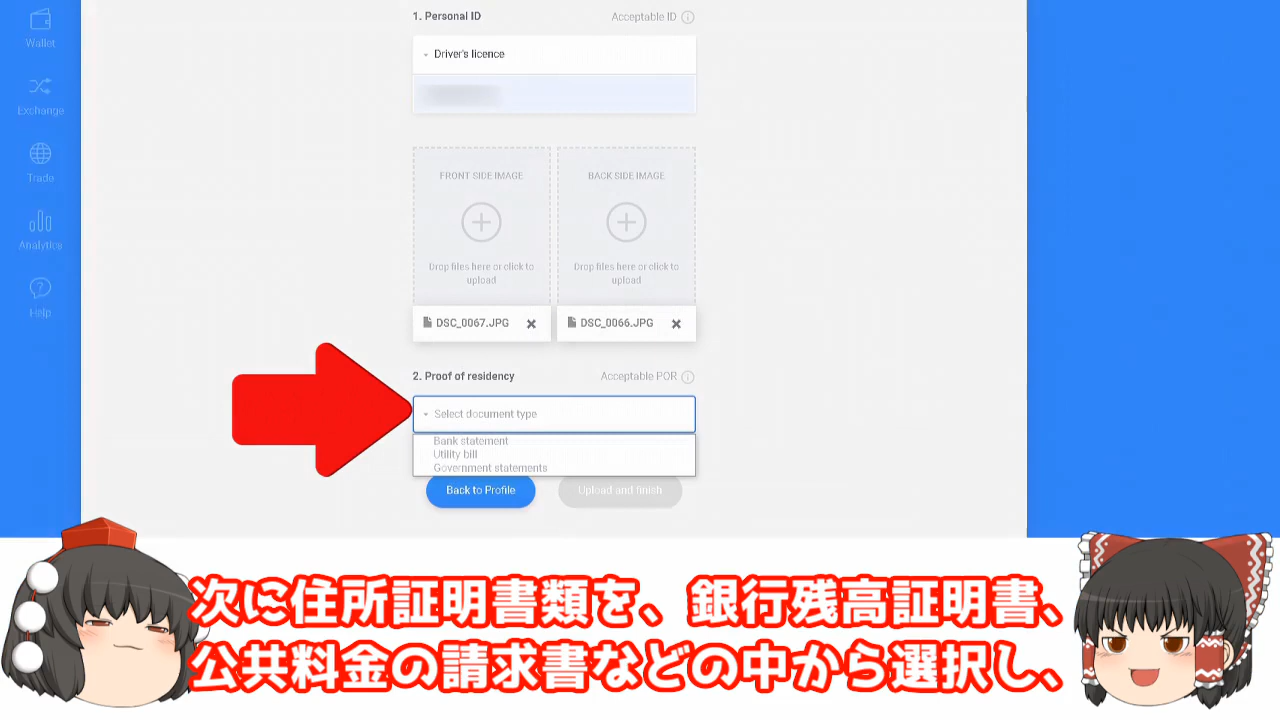 1. Personal ID
Acceptable ID
Wallet
Driver's licence
Exchange
Trade
FRONT SIDE IMAGE
BACK SIDE IMAGE
Analytics
Drop files here or click to
upload
Drop files here or click to
upload
Help
DSC_0067.JPG
DSC_0066.JPG
2. Proof of residency
Acceptable POR
Select document type
Bank statement
Utility bill
Government statements
Back to Profile
Upload and finish
次に住所証明書類を、銀行残高証明書、
公共料金の請求書などの中から選択し、